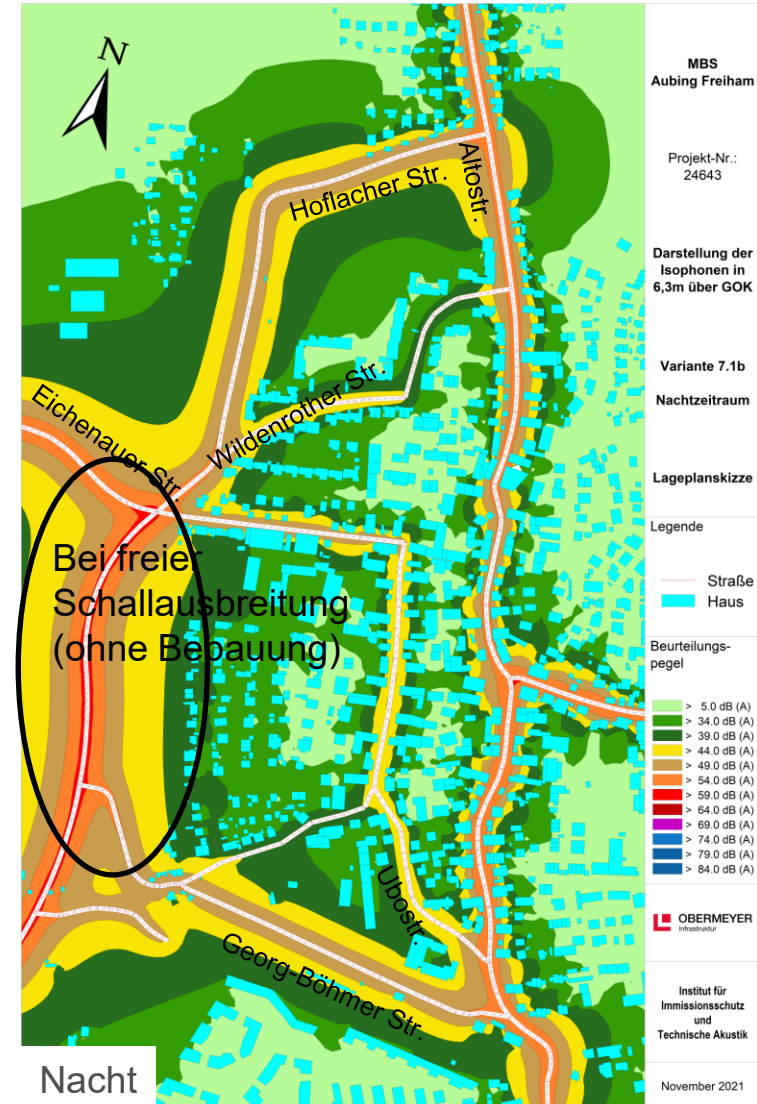 N
Hoflacher Str.
Altostr.
Eichenauer Str.
Wildenrother Str.
Bei freier
Schallausbreitung
(ohne Bebauung)
Ubostr.
Georg-Böhmer Str.
Nacht
MBS
Aubing Freiham
Projekt-Nr.:
24643
Darstellung der
Isophonen in
6,3m über GOK
Variante 7.1b
Nachtzeitraum
Lageplanskizze
Legende
Straße
Haus
Beurteilungs-
pegel
> 5.0 dB (A)
> 34.0 dB (A)
> 39.0 dB (A)
> 44.0 dB (A)
> 49.0 dB (A)
> 54.0 dB (A)
> 59.0 dB (A)
> 64.0 dB (A)
> 69.0 dB (A)
> 74.0 dB (A)
> 79.0 dB (A)
> 84.0 dB (A)
OBERMEYER
Infrastruktur
Institut für
Immissionsschutz
und
Technische Akustik
November 2021